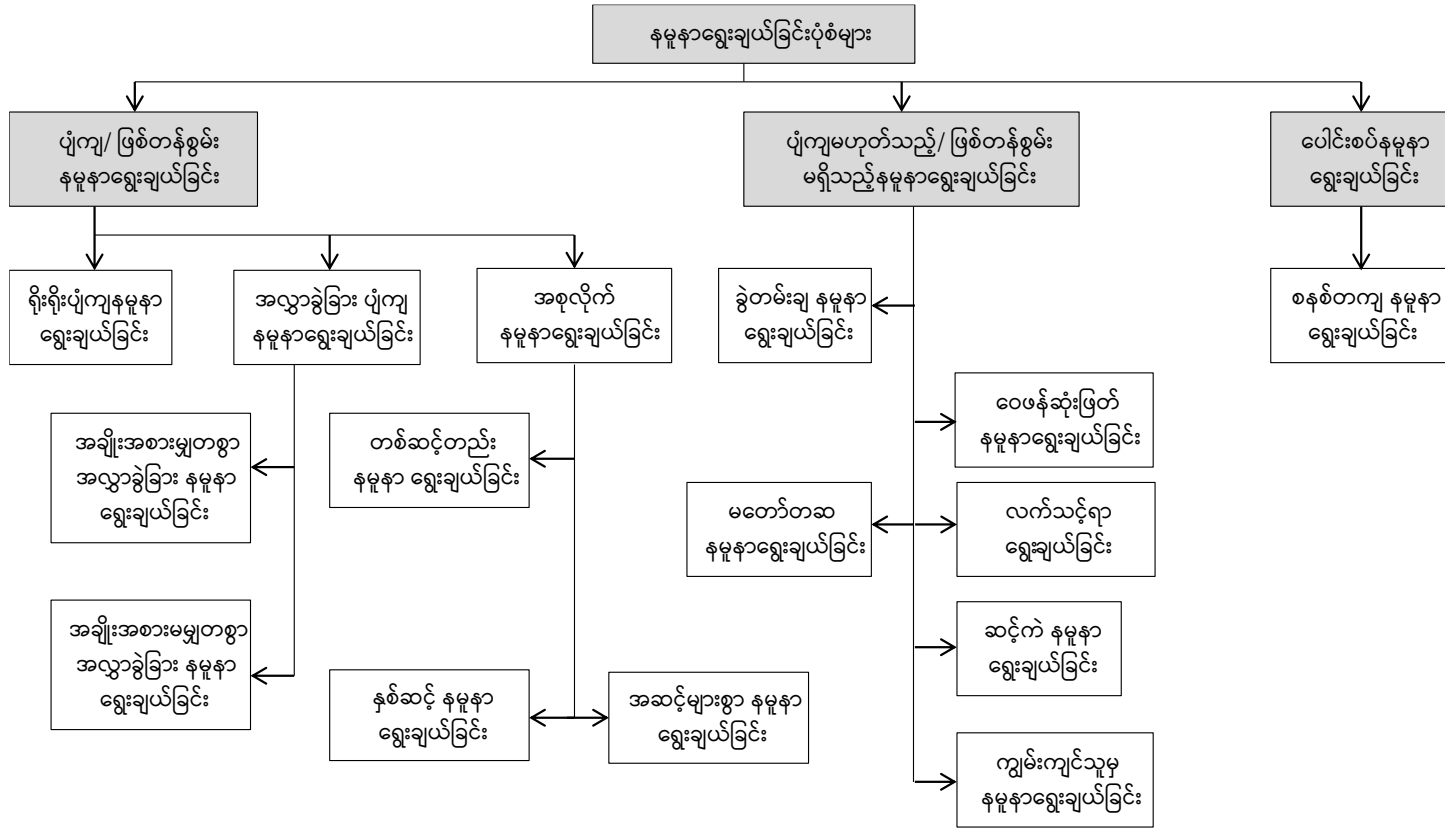 နမူနာရွေးချယ်ခြင်းပုံစံများ
ပျံကျ/ ဖြစ်တန်စွမ်း
နမူနာရွေးချယ်ခြင်း
ပျံကျမဟုတ်သည့်/ ဖြစ်တန်စွမ်း
မရှိသည့်နမူနာရွေးချယ်ခြင်း
ပေါင်းစပ်နမူနာ
ရွေးချယ်ခြင်း
ရိုးရိုးပျံကျနမူနာ
ရွေးချယ်ခြင်း
အလွှာခွဲခြား ပျံကျ
နမူနာရွေးချယ်ခြင်း
အစုလိုက်
နမူနာရွေးချယ်ခြင်း
ခွဲတမ်းချ နမူနာ
ရွေးချယ်ခြင်း
စနစ်တကျ နမူနာ
ရွေးချယ်ခြင်း
အချိုးအစားမျှတစွာ
အလွှာခွဲခြား နမူနာ
ရွေးချယ်ခြင်း
တစ်ဆင့်တည်း
နမူနာ ရွေးချယ်ခြင်း
ဝေဖန်ဆုံးဖြတ်
နမူနာရွေးချယ်ခြင်း
မတော်တဆ
နမူနာရွေးချယ်ခြင်း
လက်သင့်ရာ
ရွေးချယ်ခြင်း
အချိုးအစားမမျှတစွာ
အလွှာခွဲခြား နမူနာ
ရွေးချယ်ခြင်း
နှစ်ဆင့် နမူနာ
ရွေးချယ်ခြင်း
အဆင့်များစွာ နမူနာ
ရွေးချယ်ခြင်း
ဆင့်ကဲ နမူနာ
ရွေးချယ်ခြင်း
ကျွမ်းကျင်သူမှ
နမူနာရွေးချယ်ခြင်း